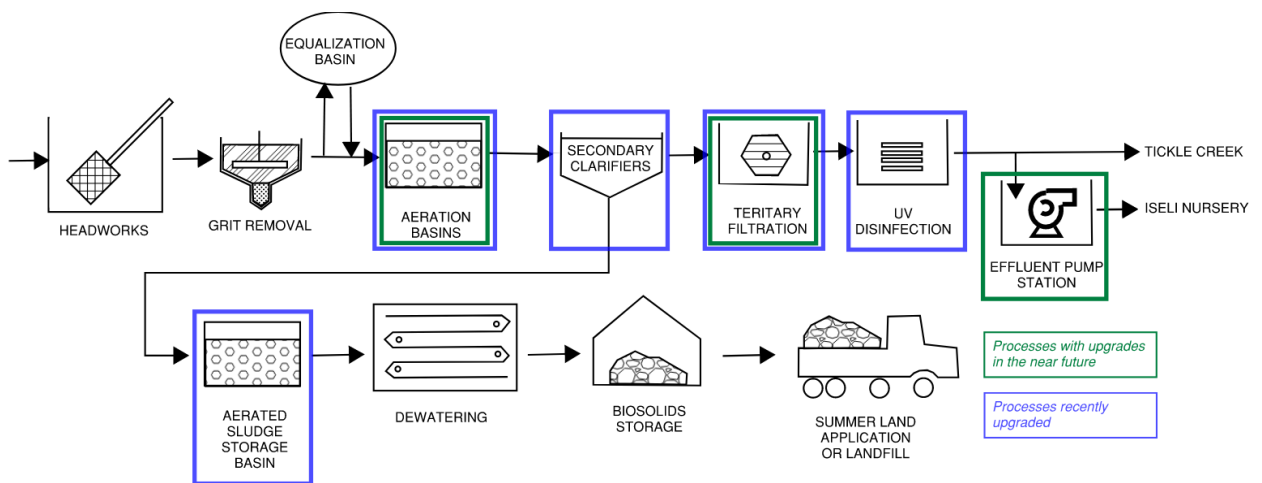 EQUALIZATION
BASIN
HEADWORKS
GRIT REMOVAL
AERATION
BASINS
SECONDARY
CLARIFIERS
TERITARY
FILTRATION
UV
DISINFECTION
TICKLE CREEK
ISELI NURSERY
EFFLUENT PUMP
STATION
AERATED
SLUDGE
STORAGE
BASIN
DEWATERING
BIOSOLIDS
STORAGE
SUMMER LAND
APPLICATION
OR LANDFILL
Processes with upgrades
in the near future
Processes recently
upgraded